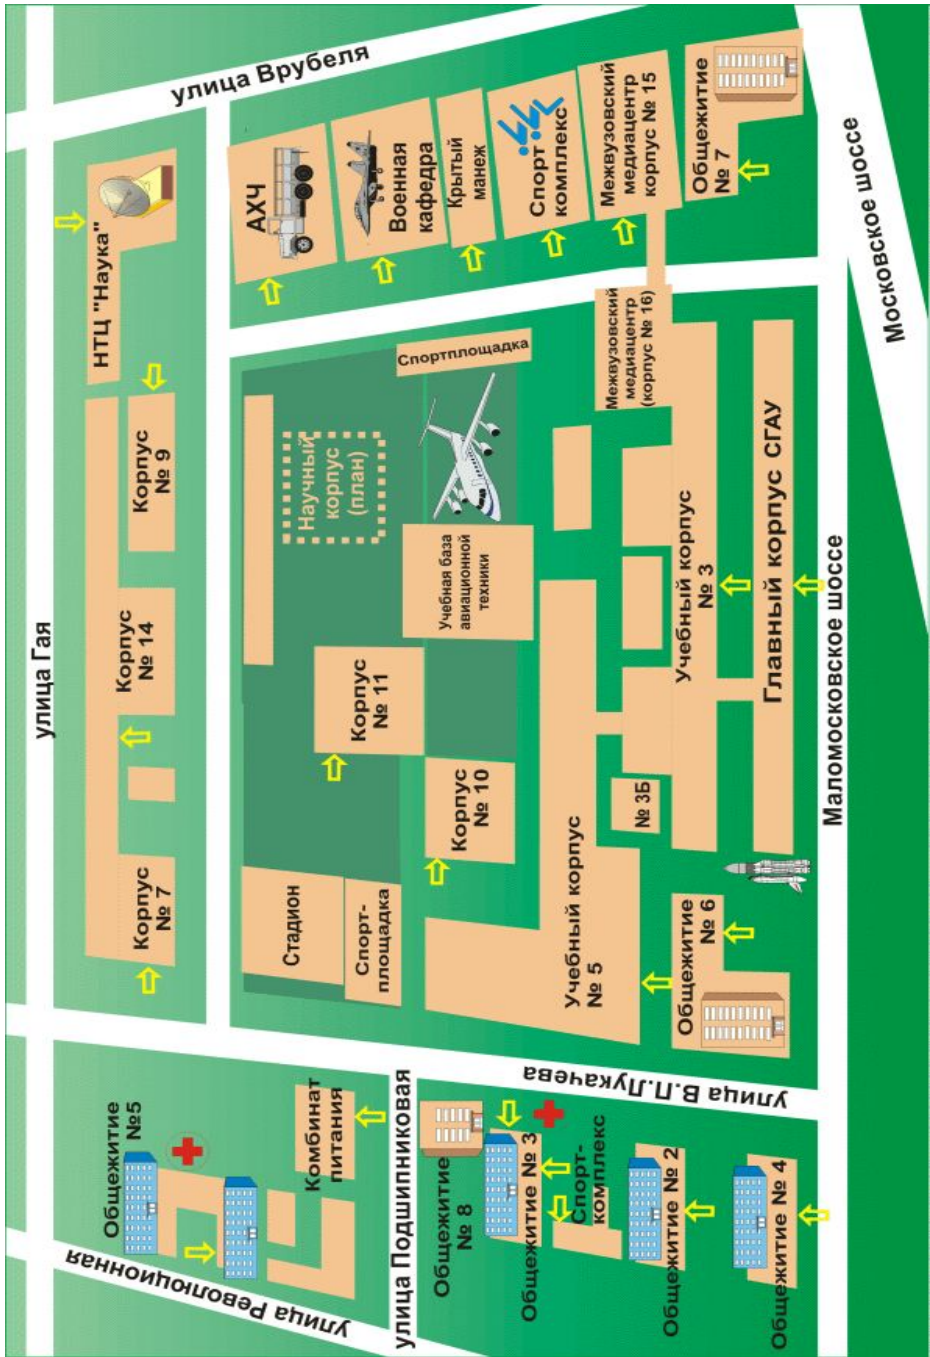 улица Гая
улица Врубеля
НТЦ "Наука"
Корпус
№ 9
Корпус
№ 14
Корпус
№ 7
АХЧ
Военная
кафедра
Крытый
манеж
Спорт
комплекс
Межвузовский
медиацентр
корпус № 15
Общежитие
№ 7
Московское шоссе
Маломосковское шоссе
Спортплощадка
Межвузовский
медиацентр
(корпус № 16)
Научный
корпус
(план)
Учебная база
авиационной
техники
Корпус
№ 11
Корпус
№ 10
Учебный корпус
№ 3
Главный корпус СГАУ
№ 3Б
Учебный корпус
№ 5
Стадион
Спорт-
площадка
Общежитие
№ 6
улица В.П.Лукачева
Общежитие
№5
Комбинат
питания
улица Революционная
улица Подшипниковая
Общежитие
№ 8
Общежитие № 3
Спорт-
комплекс
Общежитие № 2
Общежитие № 4